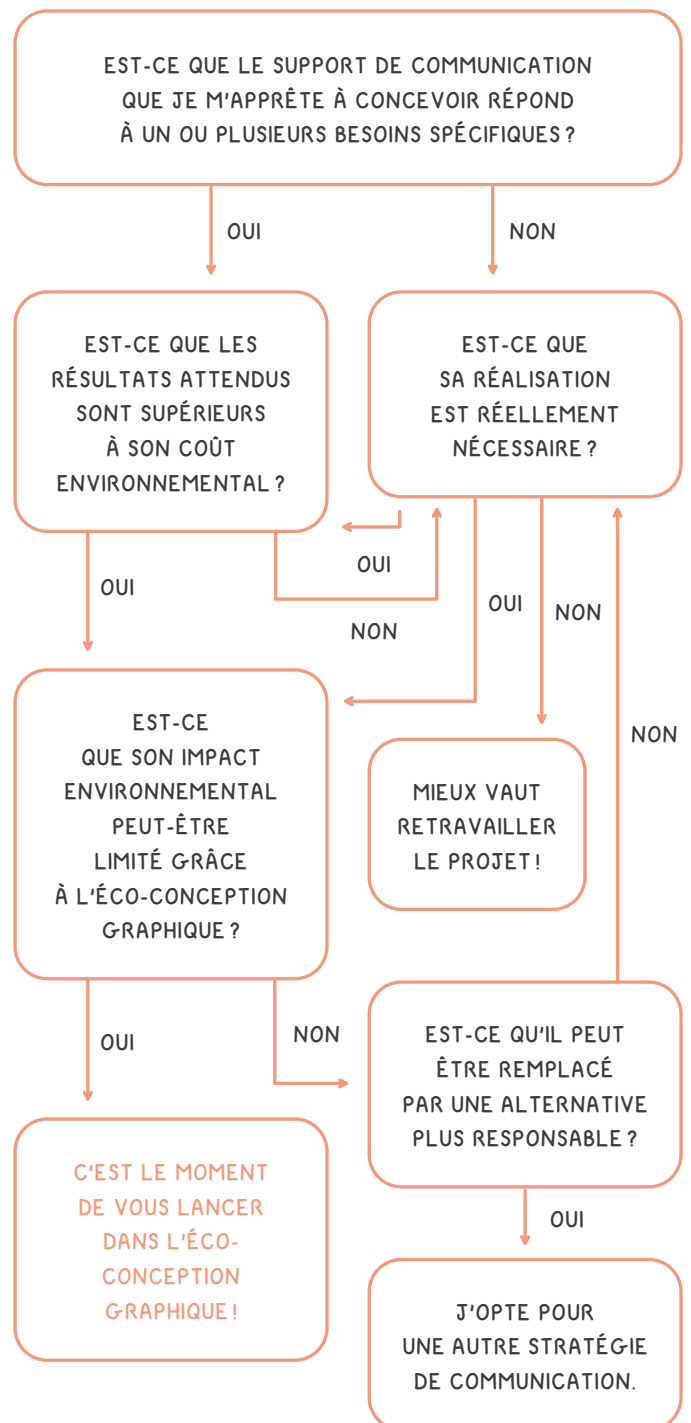 EST-CE QUE LE SUPPORT DE COMMUNICATION
QUE JE M'APPRÊTE À CONCEVOIR RÉPOND
À UN OU PLUSIEURS BESOINS SPÉCIFIQUES ?
OUI
NON
EST-CE QUE LES
RÉSULTATS ATTENDUS
SONT SUPÉRIEURS
À SON COÛT
ENVIRONNEMENTAL ?
EST-CE QUE
SA RÉALISATION
EST RÉELLEMENT
NÉCESSAIRE ?
OUI
OUI
NON
OUI
NON
NON
EST-CE
QUE SON IMPACT
ENVIRONNEMENTAL
PEUT-ÊTRE
LIMITÉ GRÂCE
À L'ÉCO-CONCEPTION
GRAPHIQUE ?
MIEUX VAUT
RETRAVAILLER
LE PROJET !
OUI
NON
EST-CE QU'IL PEUT
ÊTRE REMPLACÉ
PAR UNE ALTERNATIVE
PLUS RESPONSABLE ?
C'EST LE MOMENT
DE VOUS LANCER
DANS L'ÉCO-
CONCEPTION
GRAPHIQUE !
OUI
J'OPTE POUR
UNE AUTRE STRATÉGIE
DE COMMUNICATION.